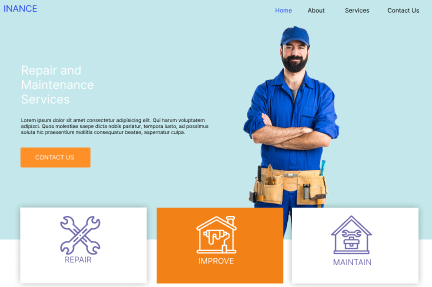 INANCE
Home About Services Contact Us
Repair and
Maintenance
Services
Lorem ipsum dolor sit amet consectetur adipisicing elit. Qui harum voluptatem
adipisci. Quos molestiae saepe dicta nobis pariatur, tempora iusto, ad possimus
soluta hic praesentium mollitia consequatur beatae, aspernatur culpa.
CONTACT US
REPAIR
IMPROVE
MAINTAIN